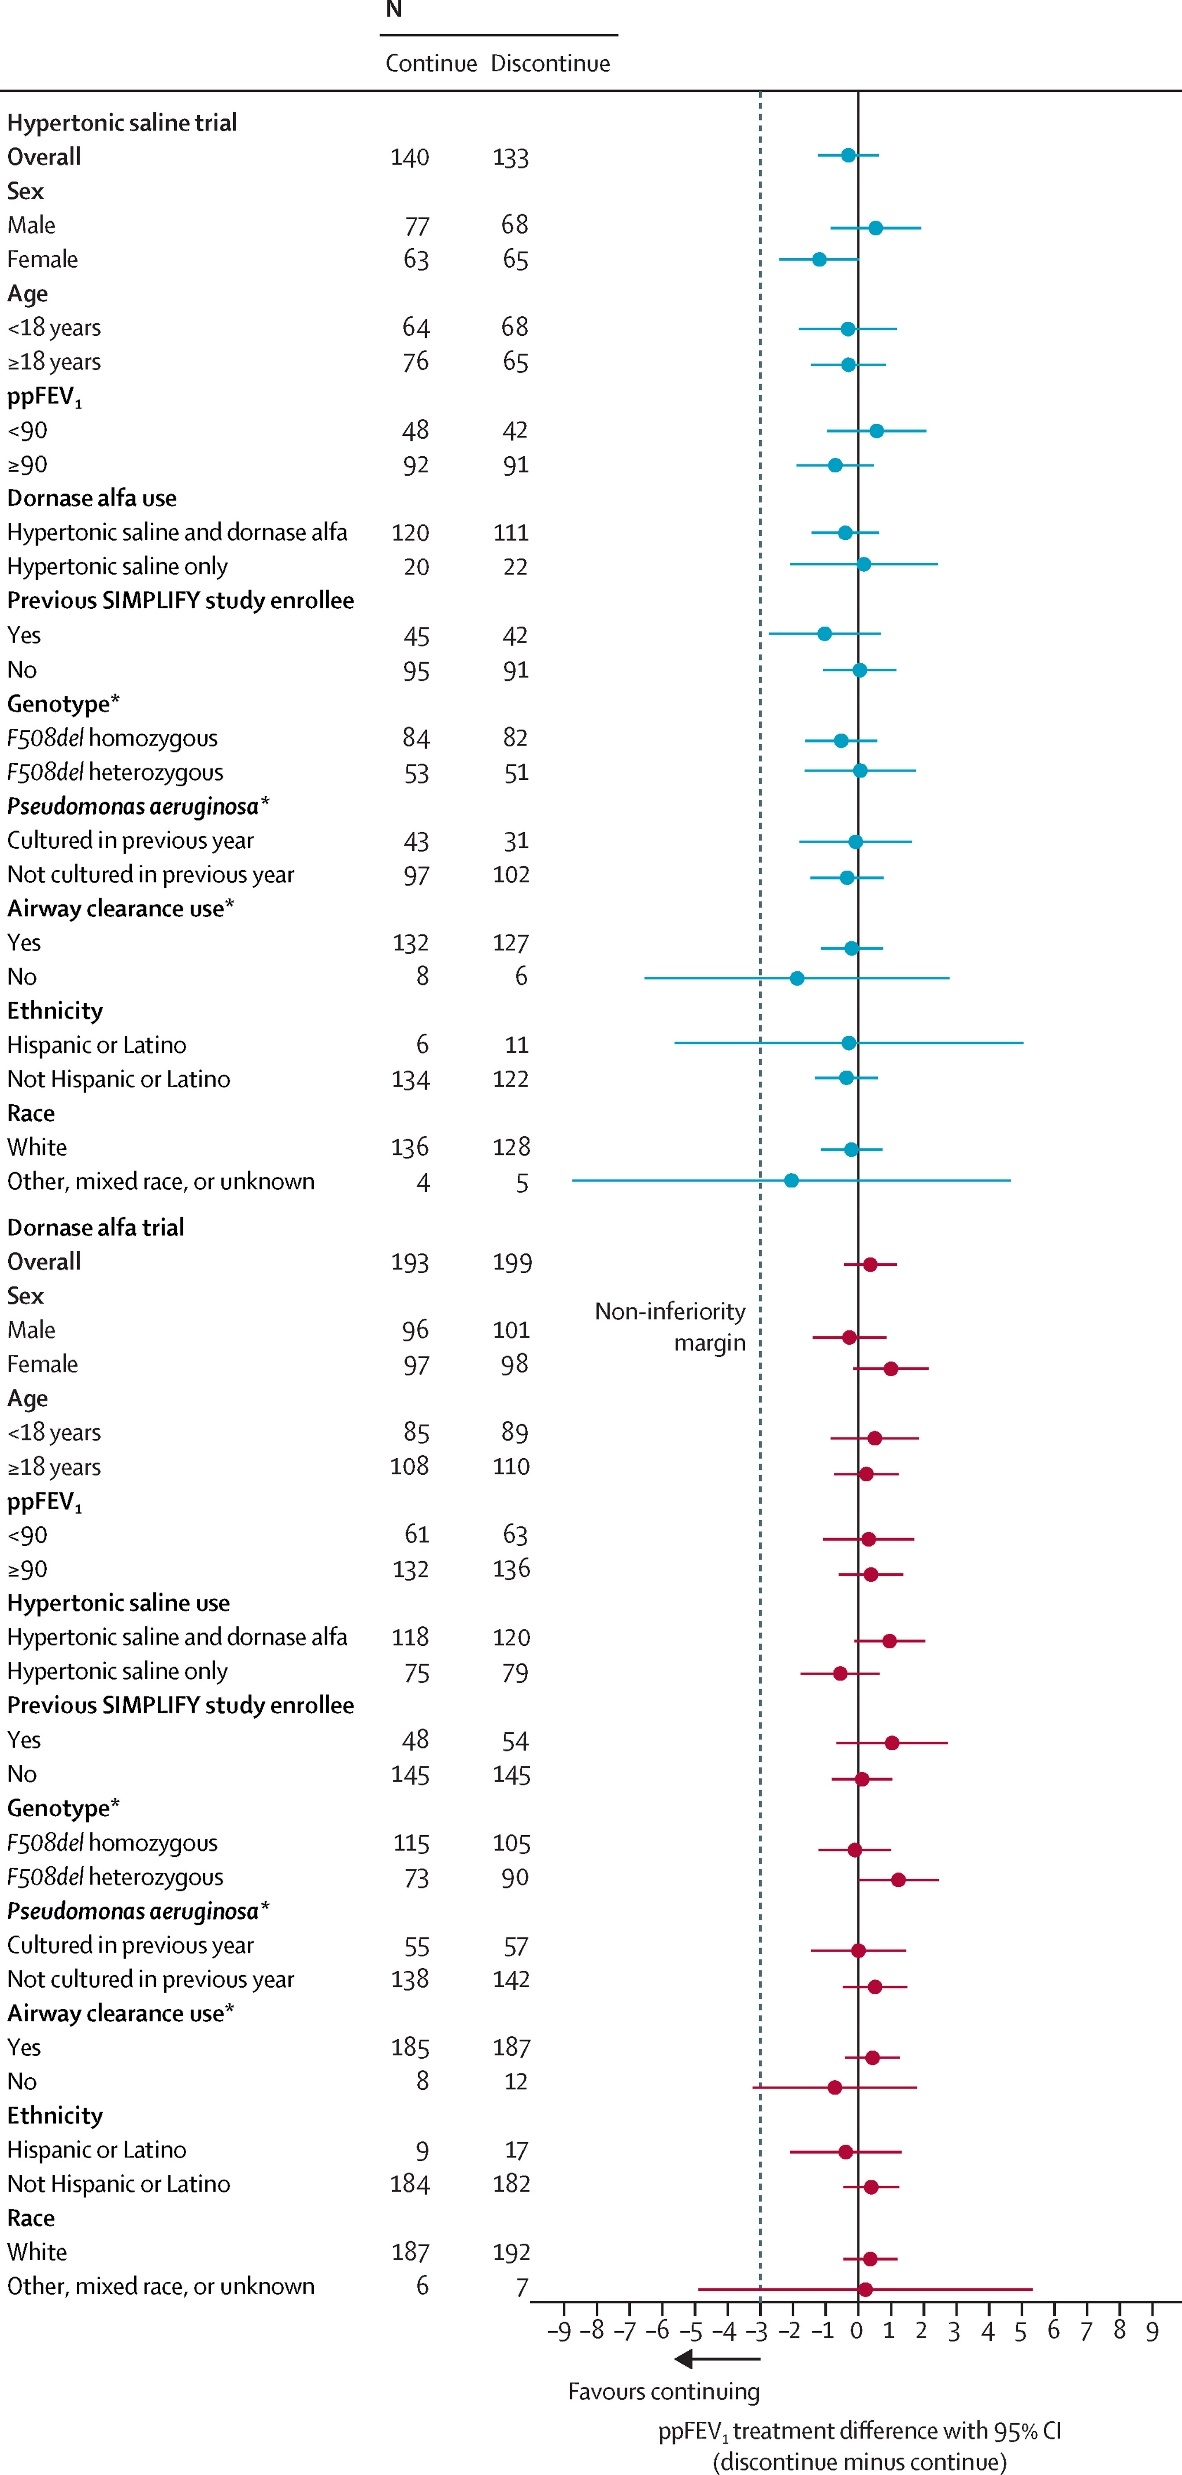 N
Continue Discontinue
Hypertonic saline trial
Overall 140 133
Sex
Male 77 68
Female 63 65
Age
<18 years 64 68
≥18 years 76 65
ppFEV₁
<90 48 42
≥90 92 91
Dornase alfa use
Hypertonic saline and dornase alfa 120 111
Hypertonic saline only 20 22
Previous SIMPLIFY study enrollee
Yes 45 42
No 95 91
Genotype*
F508del homozygous 84 82
F508del heterozygous 53 51
Pseudomonas aeruginosa*
Cultured in previous year 43 31
Not cultured in previous year 97 102
Airway clearance use*
Yes 132 127
No 8 6
Ethnicity
Hispanic or Latino 6 11
Not Hispanic or Latino 134 122
Race
White 136 128
Other, mixed race, or unknown 4 5
Dornase alfa trial
Overall 193 199
Sex
Non-inferiority
margin
Male 96 101
Female 97 98
Age
<18 years 85 89
≥18 years 108 110
ppFEV₁
<90 61 63
≥90 132 136
Hypertonic saline use
Hypertonic saline and dornase alfa 118 120
Hypertonic saline only 75 79
Previous SIMPLIFY study enrollee
Yes 48 54
No 145 145
Genotype*
F508del homozygous 115 105
F508del heterozygous 73 90
Pseudomonas aeruginosa*
Cultured in previous year 55 57
Not cultured in previous year 138 142
Airway clearance use*
Yes 185 187
No 8 12
Ethnicity
Hispanic or Latino 9 17
Not Hispanic or Latino 184 182
Race
White 187 192
Other, mixed race, or unknown 6 7
–9 –8 –7 –6 –5 –4 –3 –2 –1 0 1 2 3 4 5 6 7 8 9
Favours continuing
ppFEV₁ treatment difference with 95% CI
(discontinue minus continue)